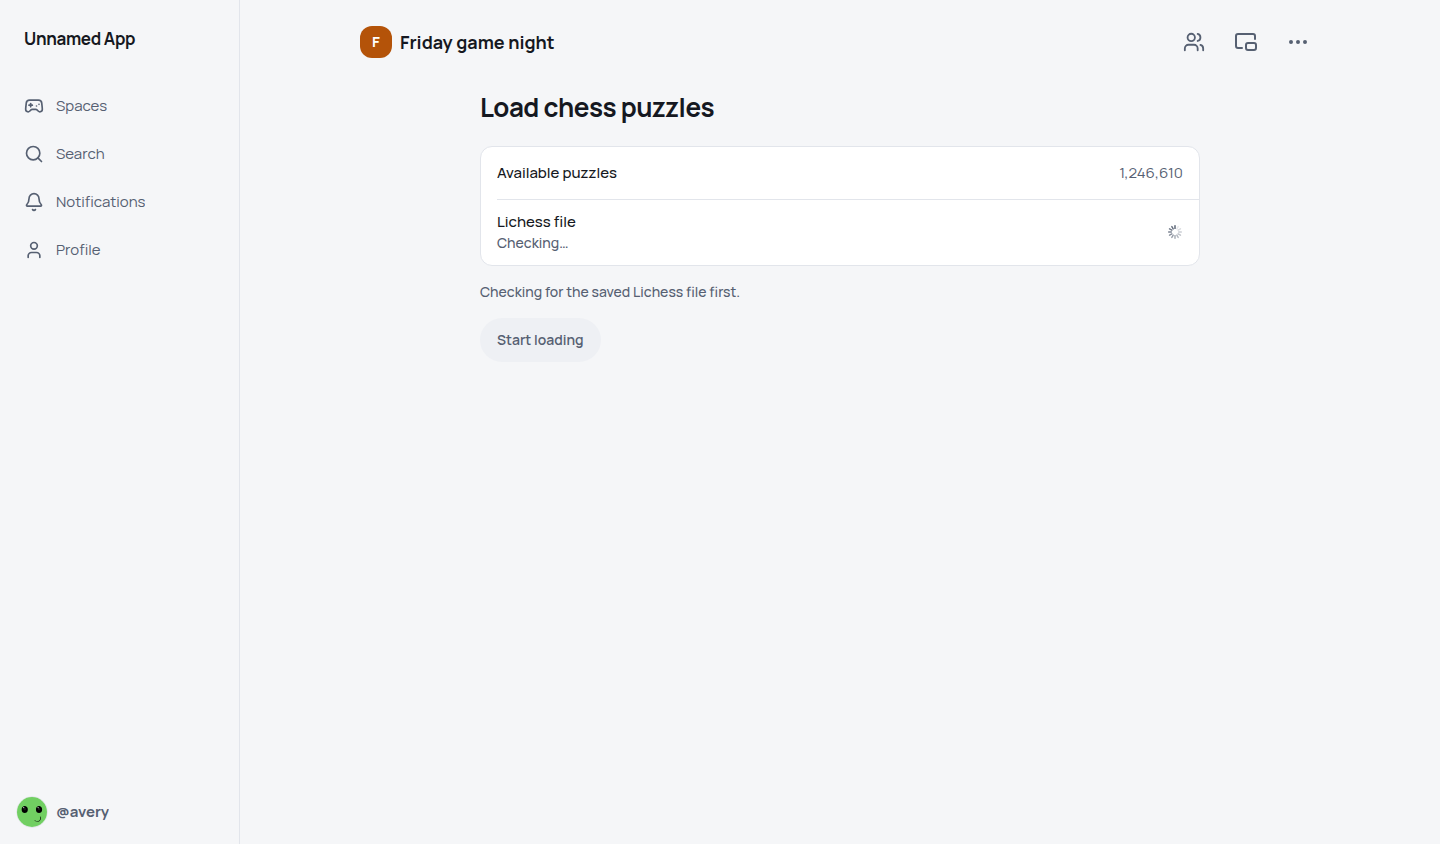 Unnamed App
Spaces
Search
Notifications
Profile
@avery
F Friday game night
Load chess puzzles
Available puzzles 1,246,610
Lichess file
Checking…
Checking for the saved Lichess file first.
Start loading